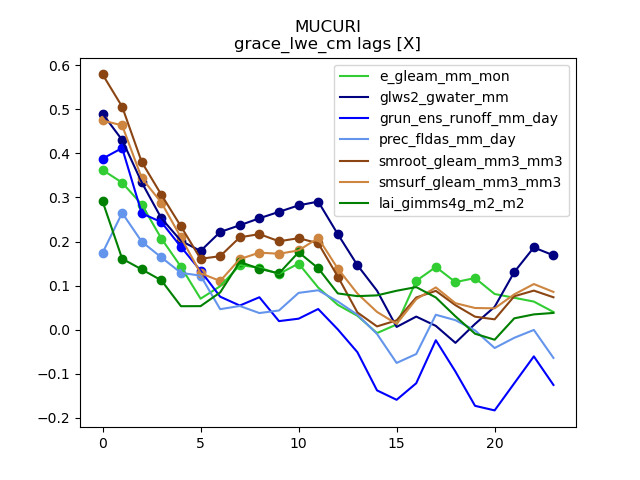 MUCURI
grace_lwe_cm lags [X]
0.6
0.5
0.4
0.3
0.2
0.1
0.0
−0.1
−0.2
0
5
10
15
20
e_gleam_mm_mon
glws2_gwater_mm
grun_ens_runoff_mm_day
prec_fldas_mm_day
smroot_gleam_mm3_mm3
smsurf_gleam_mm3_mm3
lai_gimms4g_m2_m2